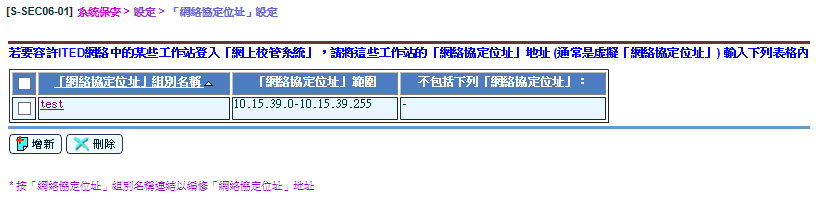 [S-SEC06-01] 系統保安 > 設定 > 「網絡協定位址」設定
若要容許ITED網絡中的某些工作站登入「網上校管系統」，請將這些工作站的「網絡協定位址」地址 (通常是虛擬「網絡協定位址」) 輸入下列表格內
「網絡協定位址」組別名稱 「網絡協定位址」範圍 不包括下列「網絡協定位址」：
test 10.15.39.0-10.15.39.255 -
增新 刪除
* 按「網絡協定位址」組別名稱連結以編修「網絡協定位址」地址